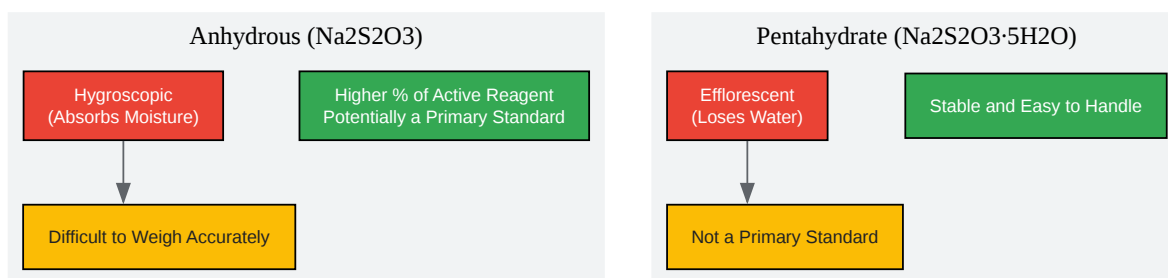 Anhydrous (Na2S2O3)
Hygroscopic
(Absorbs Moisture)
Higher % of Active Reagent
Potentially a Primary Standard
Difficult to Weigh Accurately
Pentahydrate (Na2S2O3·5H2O)
Efflorescent
(Loses Water)
Stable and Easy to Handle
Not a Primary Standard